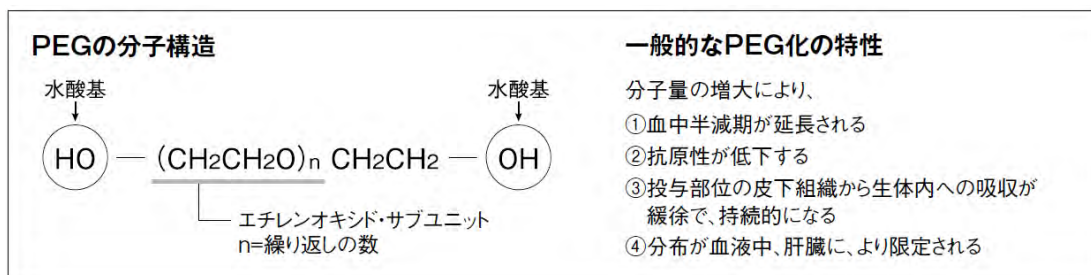 PEGの分子構造
水酸基
水酸基
HO — (CH2CH2O)n CH2CH2 — OH
エチレンオキシド・サブユニット
n=繰り返しの数
一般的なPEG化の特性
分子量の増大により、
①血中半減期が延長される
②抗原性が低下する
③投与部位の皮下組織から生体内への吸収が
緩徐で、持続的になる
④分布が血液中、肝臓に、より限定される